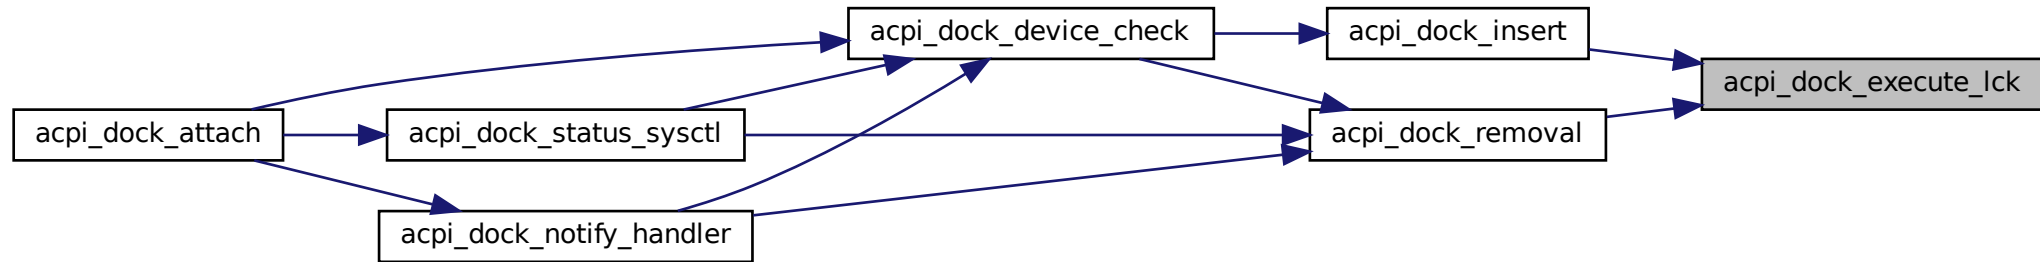 acpi_dock_device_check
acpi_dock_insert
acpi_dock_execute_lck
acpi_dock_attach
acpi_dock_status_sysctl
acpi_dock_removal
acpi_dock_notify_handler